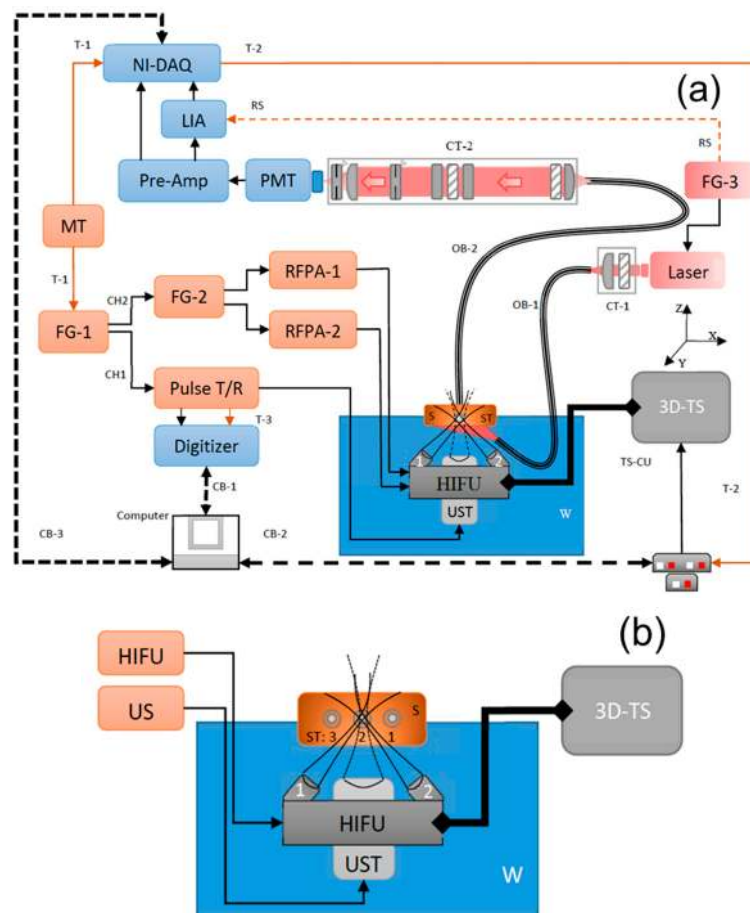 T-1
T-2
NI-DAQ
(a)
LIA
RS
RS
CT-2
Pre-Amp
PMT
FG-3
MT
OB-2
RFPA-1
OB-1
Laser
T-1
CH2
FG-2
CT-1
FG-1
RFPA-2
Z
X
Y
CH1
Pulse T/R
S
ST
3D-TS
T-3
Digitizer
1
2
HIFU
TS-CU
T-2
CB-1
UST
W
Computer
CB-3
CB-2
(b)
HIFU
US
S
3D-TS
ST: 3 2 1
1
2
HIFU
UST
W